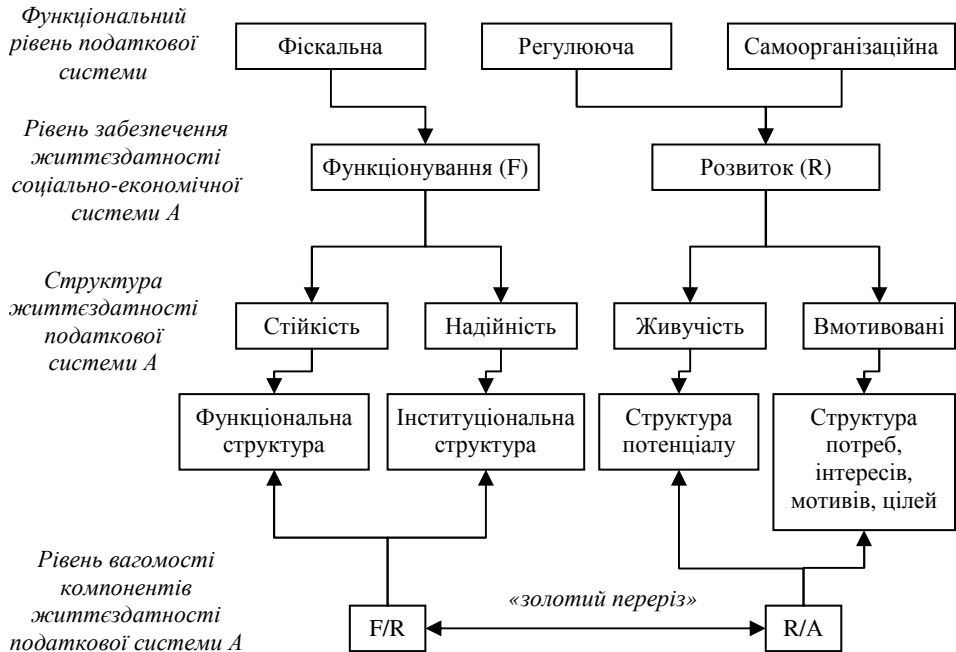 Функціональний
рівень податкової
системи
Фіскальна
Регулююча
Самоорганізаційна
Рівень забезпечення
життєздатності
соціально-економічної
системи А
Функціонування (F)
Розвиток (R)
Структура
життєздатності
податкової
системи А
Стійкість
Надійність
Живучість
Вмотивовані
Функціональна
структура
Інституціональна
структура
Структура
потенціалу
Структура
потреб,
інтересів,
мотивів, цілей
Рівень вагомості
компонентів
життєздатності
податкової системи А
F/R
«золотий переріз»
R/A